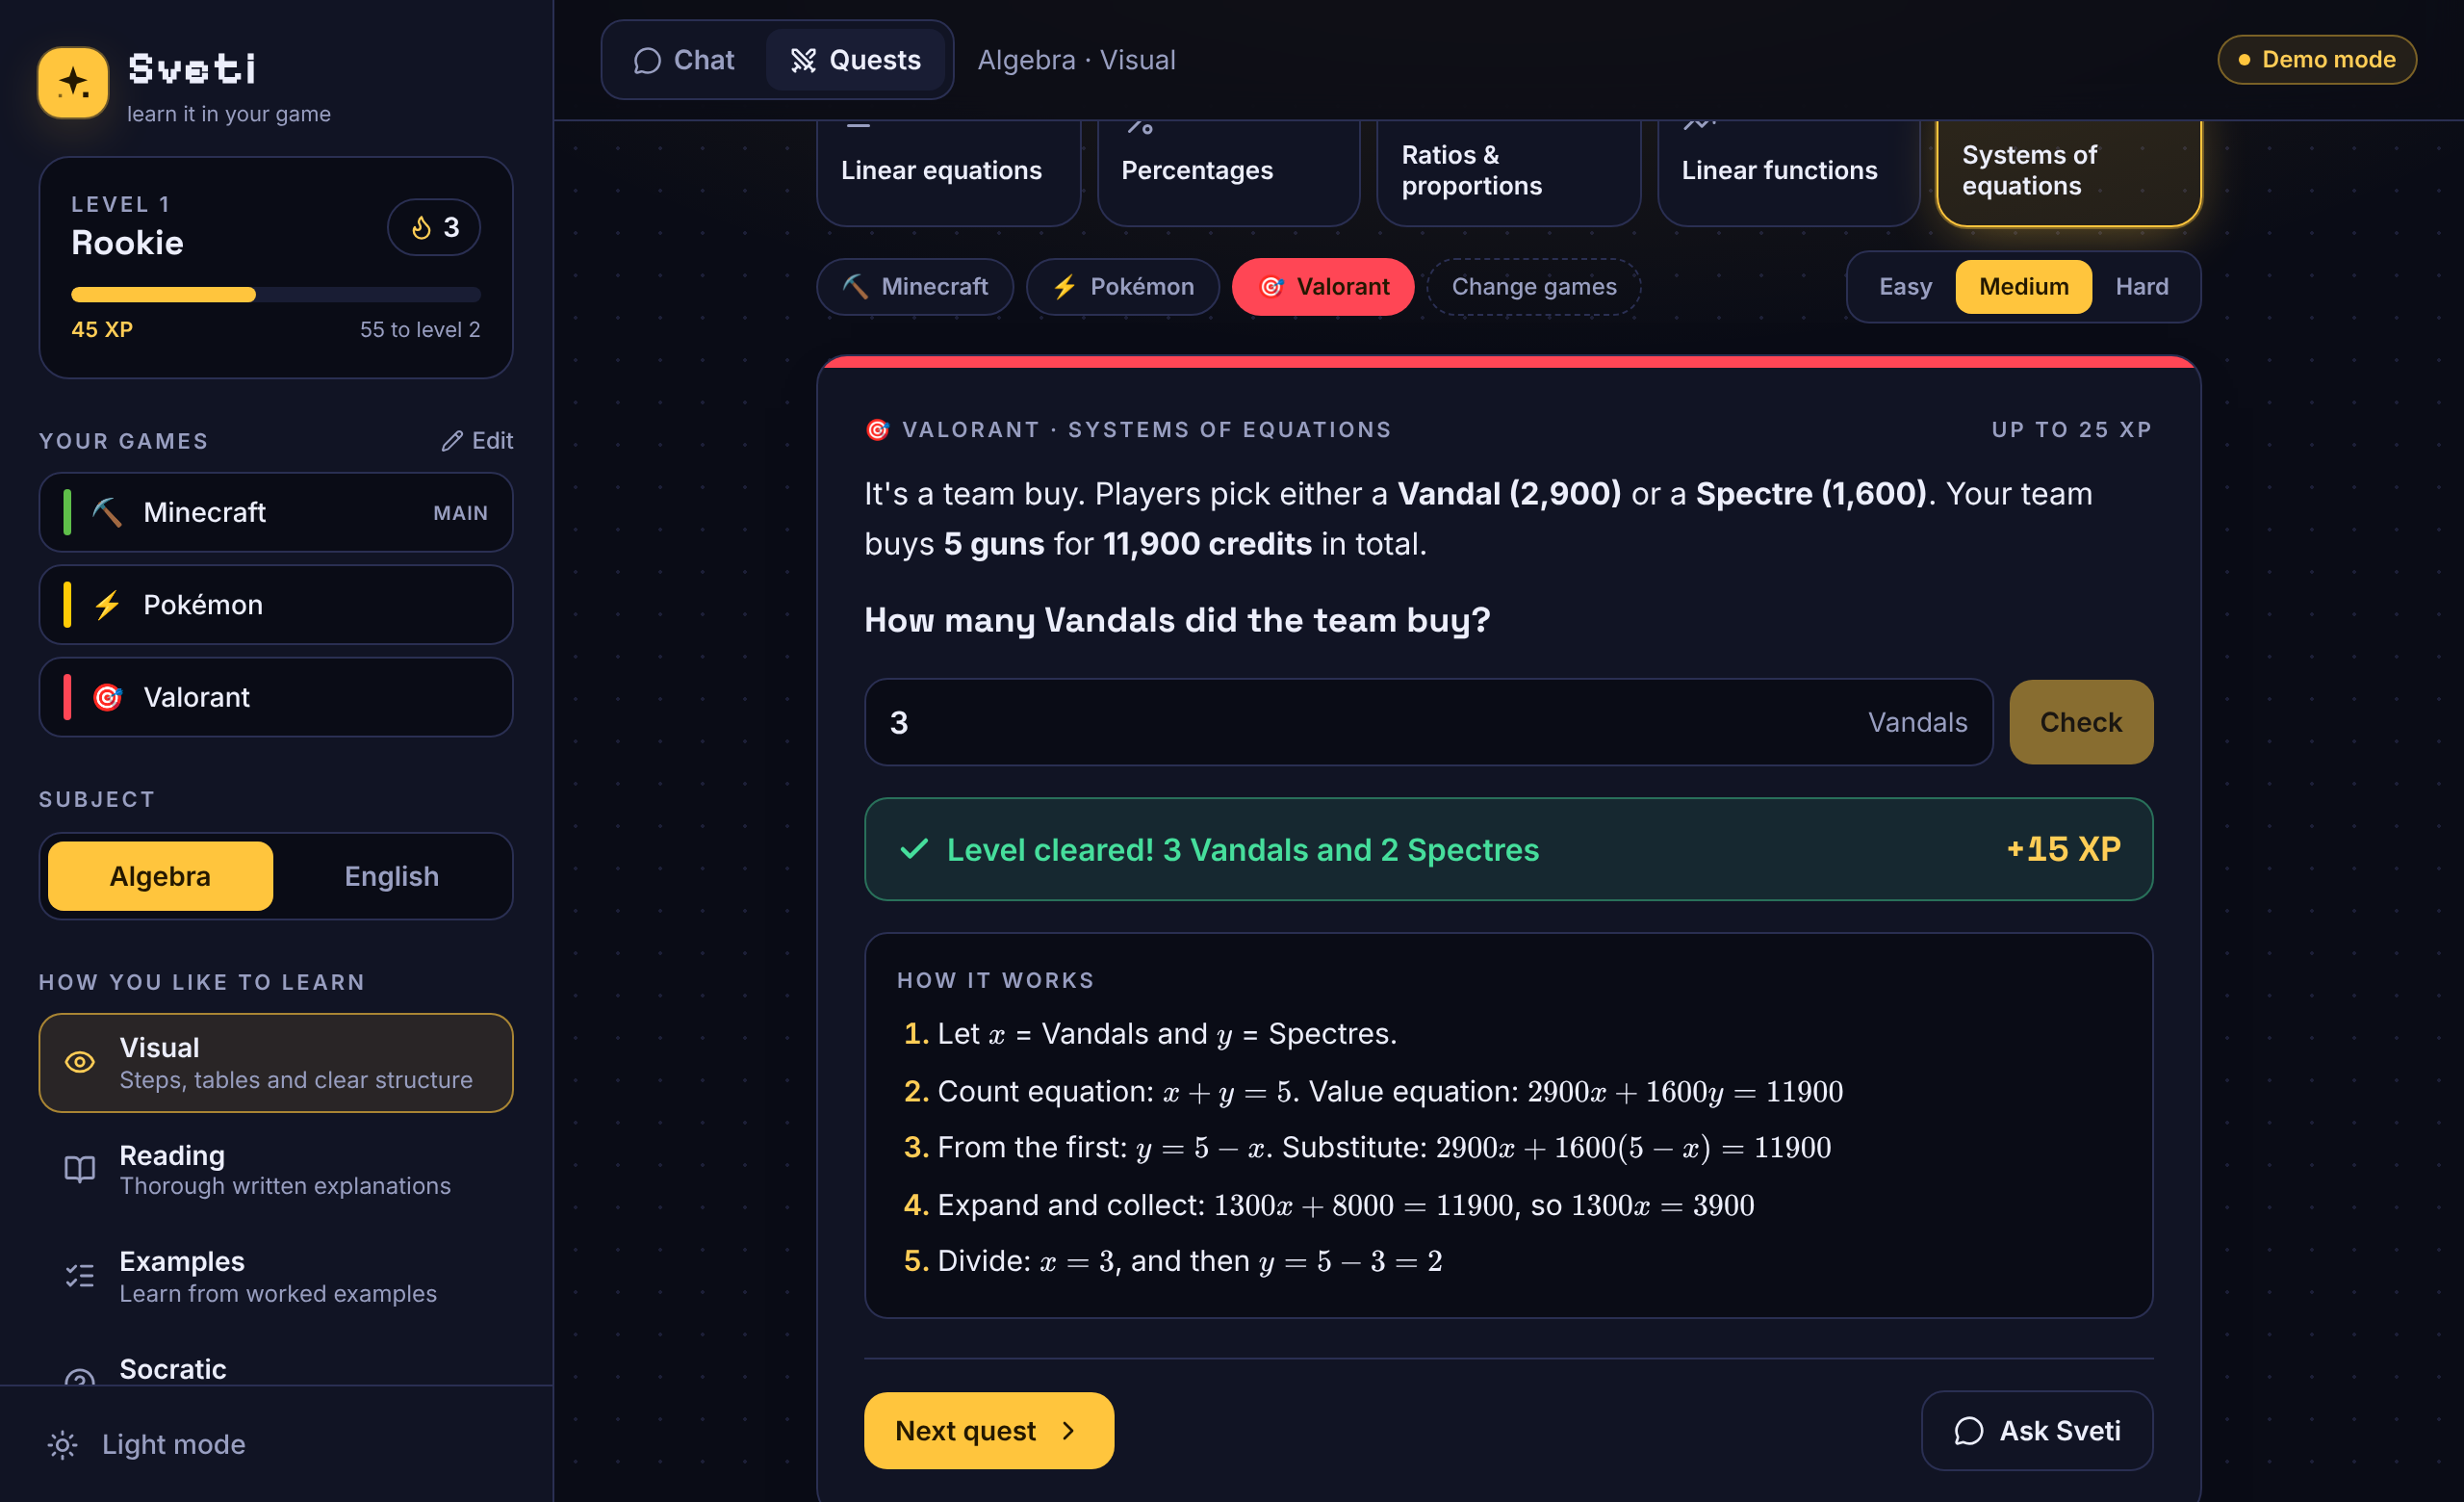 Sveti
learn it in your game
LEVEL 1
Rookie
3
45 XP
55 to level 2
YOUR GAMES
Edit
Minecraft
MAIN
Pokémon
Valorant
SUBJECT
Algebra
English
HOW YOU LIKE TO LEARN
Visual
Steps, tables and clear structure
Reading
Thorough written explanations
Examples
Learn from worked examples
Socratic
Light mode
Chat
Quests
Algebra · Visual
Demo mode
Linear equations
Percentages
Ratios &
proportions
Linear functions
Systems of
equations
Minecraft
Pokémon
Valorant
Change games
Easy
Medium
Hard
VALORANT · SYSTEMS OF EQUATIONS
UP TO 25 XP
It's a team buy. Players pick either a Vandal (2,900) or a Spectre (1,600). Your team
buys 5 guns for 11,900 credits in total.
How many Vandals did the team buy?
3
Vandals
Check
Level cleared! 3 Vandals and 2 Spectres
+15 XP
HOW IT WORKS
1. Let x = Vandals and y = Spectres.
2. Count equation: x + y = 5. Value equation: 2900x + 1600y = 11900
3. From the first: y = 5 − x. Substitute: 2900x + 1600(5 − x) = 11900
4. Expand and collect: 1300x + 8000 = 11900, so 1300x = 3900
5. Divide: x = 3, and then y = 5 − 3 = 2
Next quest
Ask Sveti